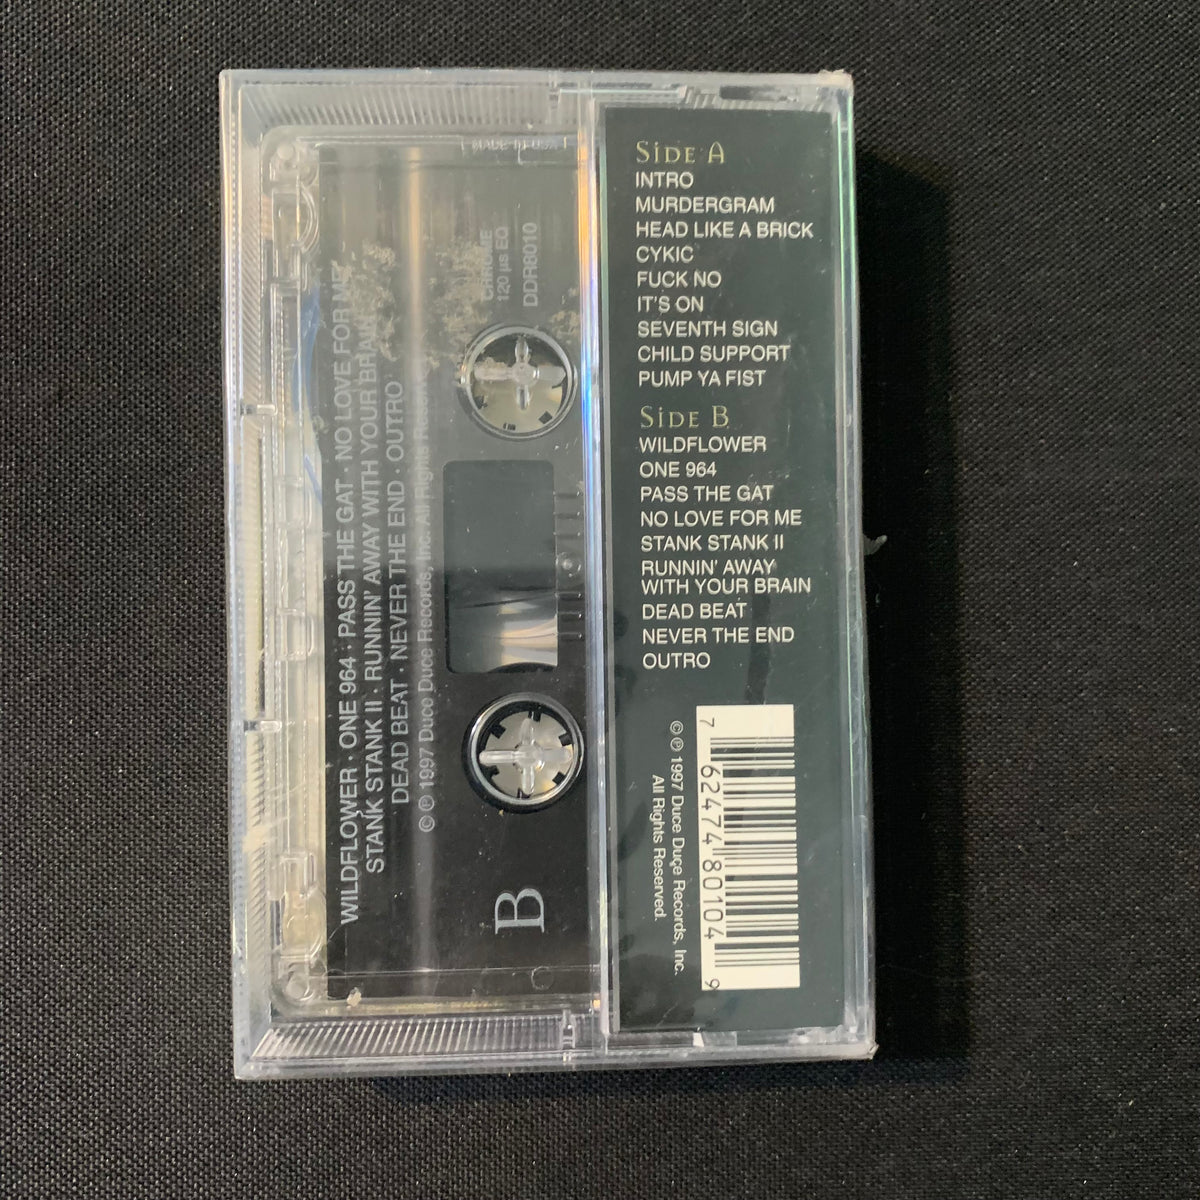 MADE IN USA
WILDFLOWER · ONE 964 · PASS THE GAT · NO LOVE FOR ME
STANK STANK II · RUNNIN' AWAY WITH YOUR BRAIN
DEAD BEAT · NEVER THE END · OUTRO
© ℗ 1997 Duce Duce Records, Inc. All Rights Reserved.
CHROME
120 µs EQ
DDR8010
B
SIDE A
INTRO
MURDERGRAM
HEAD LIKE A BRICK
CYKIC
FUCK NO
IT'S ON
SEVENTH SIGN
CHILD SUPPORT
PUMP YA FIST
SIDE B
WILDFLOWER
ONE 964
PASS THE GAT
NO LOVE FOR ME
STANK STANK II
RUNNIN' AWAY
WITH YOUR BRAIN
DEAD BEAT
NEVER THE END
OUTRO
7 62474 80104 9
© ℗ 1997 Duce Duce Records, Inc.
All Rights Reserved.